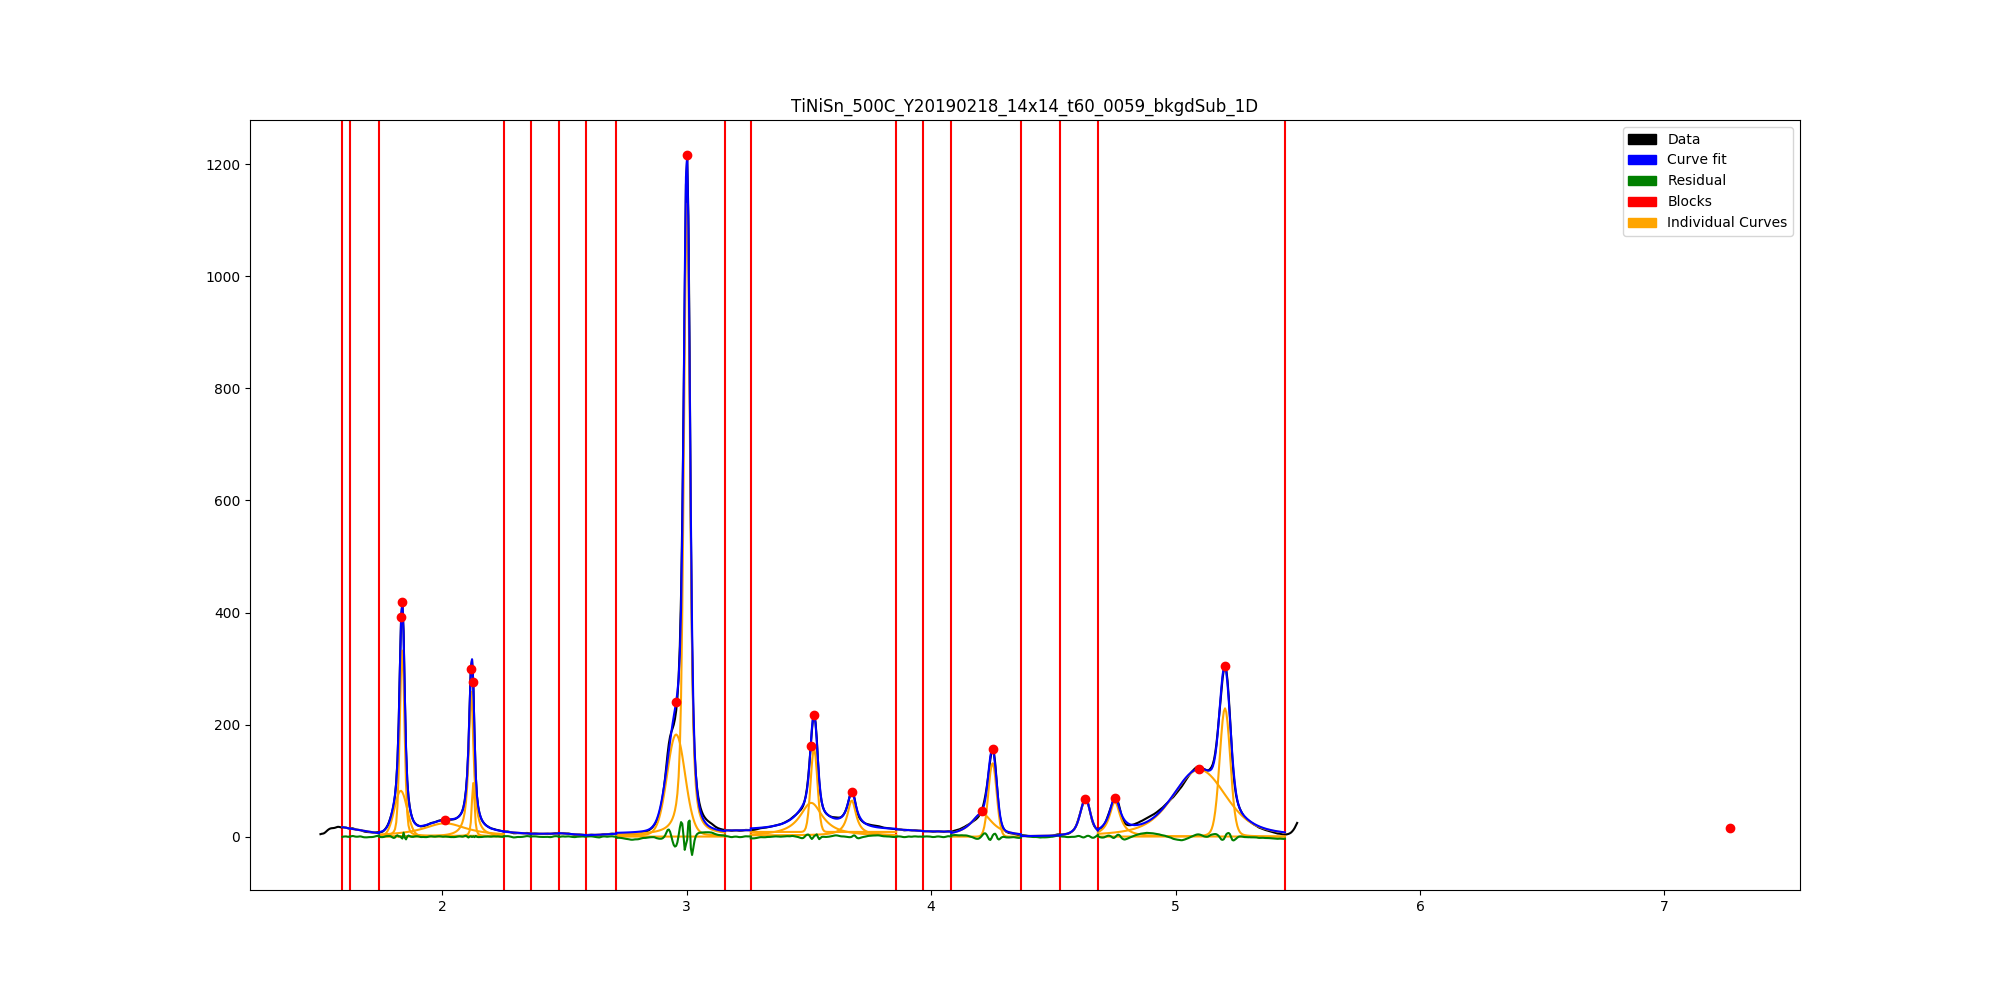 TiNiSn_500C_Y20190218_14x14_t60_0059_bkgdSub_1D
Data
Curve fit
Residual
Blocks
Individual Curves
1200
1000
800
600
400
200
0
2 3 4 5 6 7